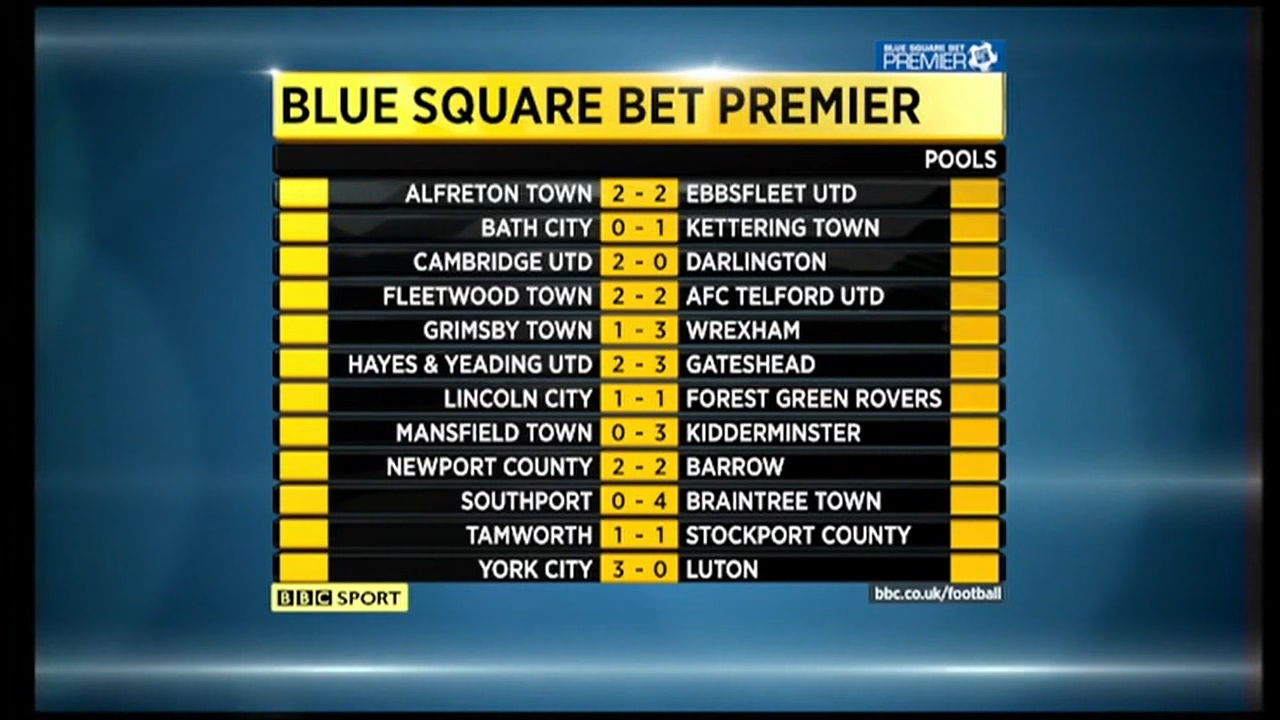 BLUE SQUARE BET
PREMIER
BLUE SQUARE BET PREMIER
POOLS
ALFRETON TOWN 2 - 2 EBBSFLEET UTD
BATH CITY 0 - 1 KETTERING TOWN
CAMBRIDGE UTD 2 - 0 DARLINGTON
FLEETWOOD TOWN 2 - 2 AFC TELFORD UTD
GRIMSBY TOWN 1 - 3 WREXHAM
HAYES & YEADING UTD 2 - 3 GATESHEAD
LINCOLN CITY 1 - 1 FOREST GREEN ROVERS
MANSFIELD TOWN 0 - 3 KIDDERMINSTER
NEWPORT COUNTY 2 - 2 BARROW
SOUTHPORT 0 - 4 BRAINTREE TOWN
TAMWORTH 1 - 1 STOCKPORT COUNTY
YORK CITY 3 - 0 LUTON
BBC SPORT bbc.co.uk/football